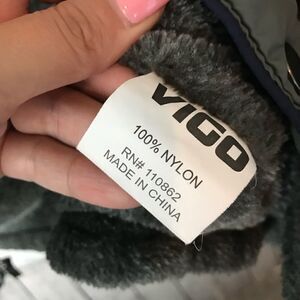 VIGO
100% NYLON
RN# 110862
MADE IN CHINA